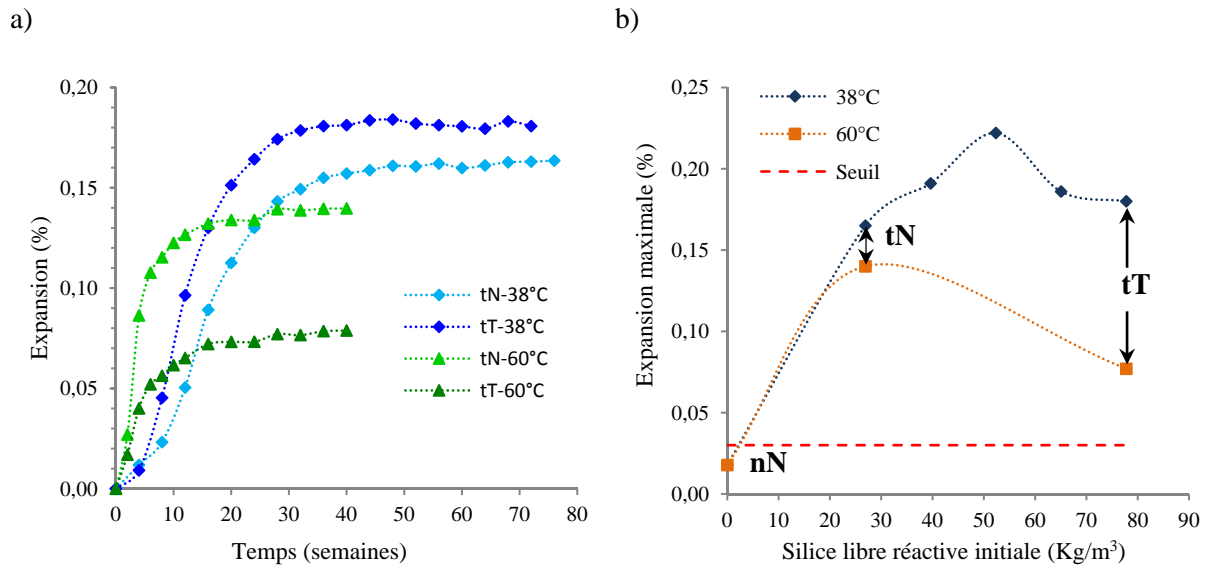 a)
0,20
0,15
0,10
0,05
0,00
0 10 20 30 40 50 60 70 80
Expansion (%)
Temps (semaines)
tN-38°C
tT-38°C
tN-60°C
tT-60°C
b)
0,25
0,20
0,15
0,10
0,05
0,00
0 10 20 30 40 50 60 70 80 90
Expansion maximale (%)
Silice libre réactive initiale (Kg/m³)
38°C
60°C
Seuil
tN
tT
nN